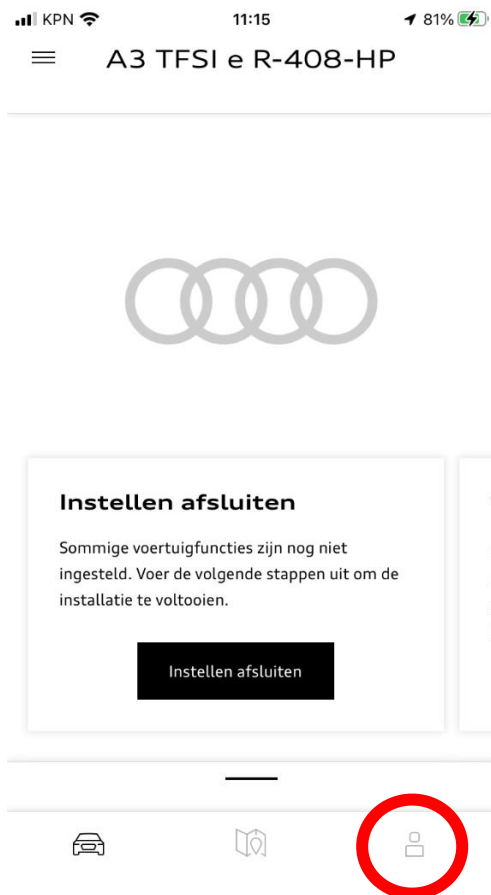 KPN 11:15 81%
A3 TFSI e R-408-HP
Instellen afsluiten
Sommige voertuigfuncties zijn nog niet
ingesteld. Voer de volgende stappen uit om de
installatie te voltooien.
Instellen afsluiten